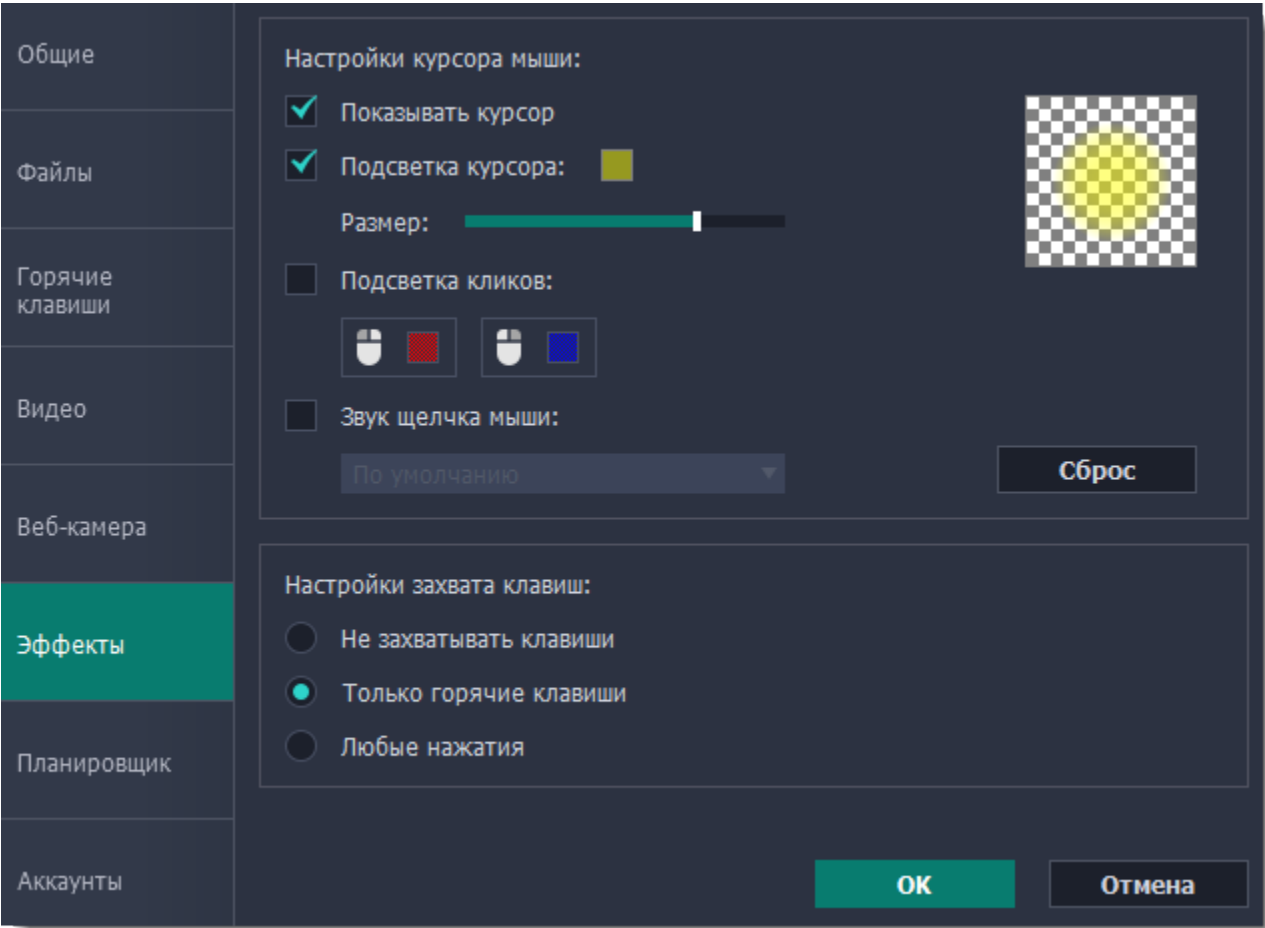 Общие
Файлы
Горячие
клавиши
Видео
Веб-камера
Эффекты
Планировщик
Аккаунты
Настройки курсора мыши:
Показывать курсор
Подсветка курсора:
Размер:
Подсветка кликов:
Звук щелчка мыши:
По умолчанию
Сброс
Настройки захвата клавиш:
Не захватывать клавиши
Только горячие клавиши
Любые нажатия
OK
Отмена